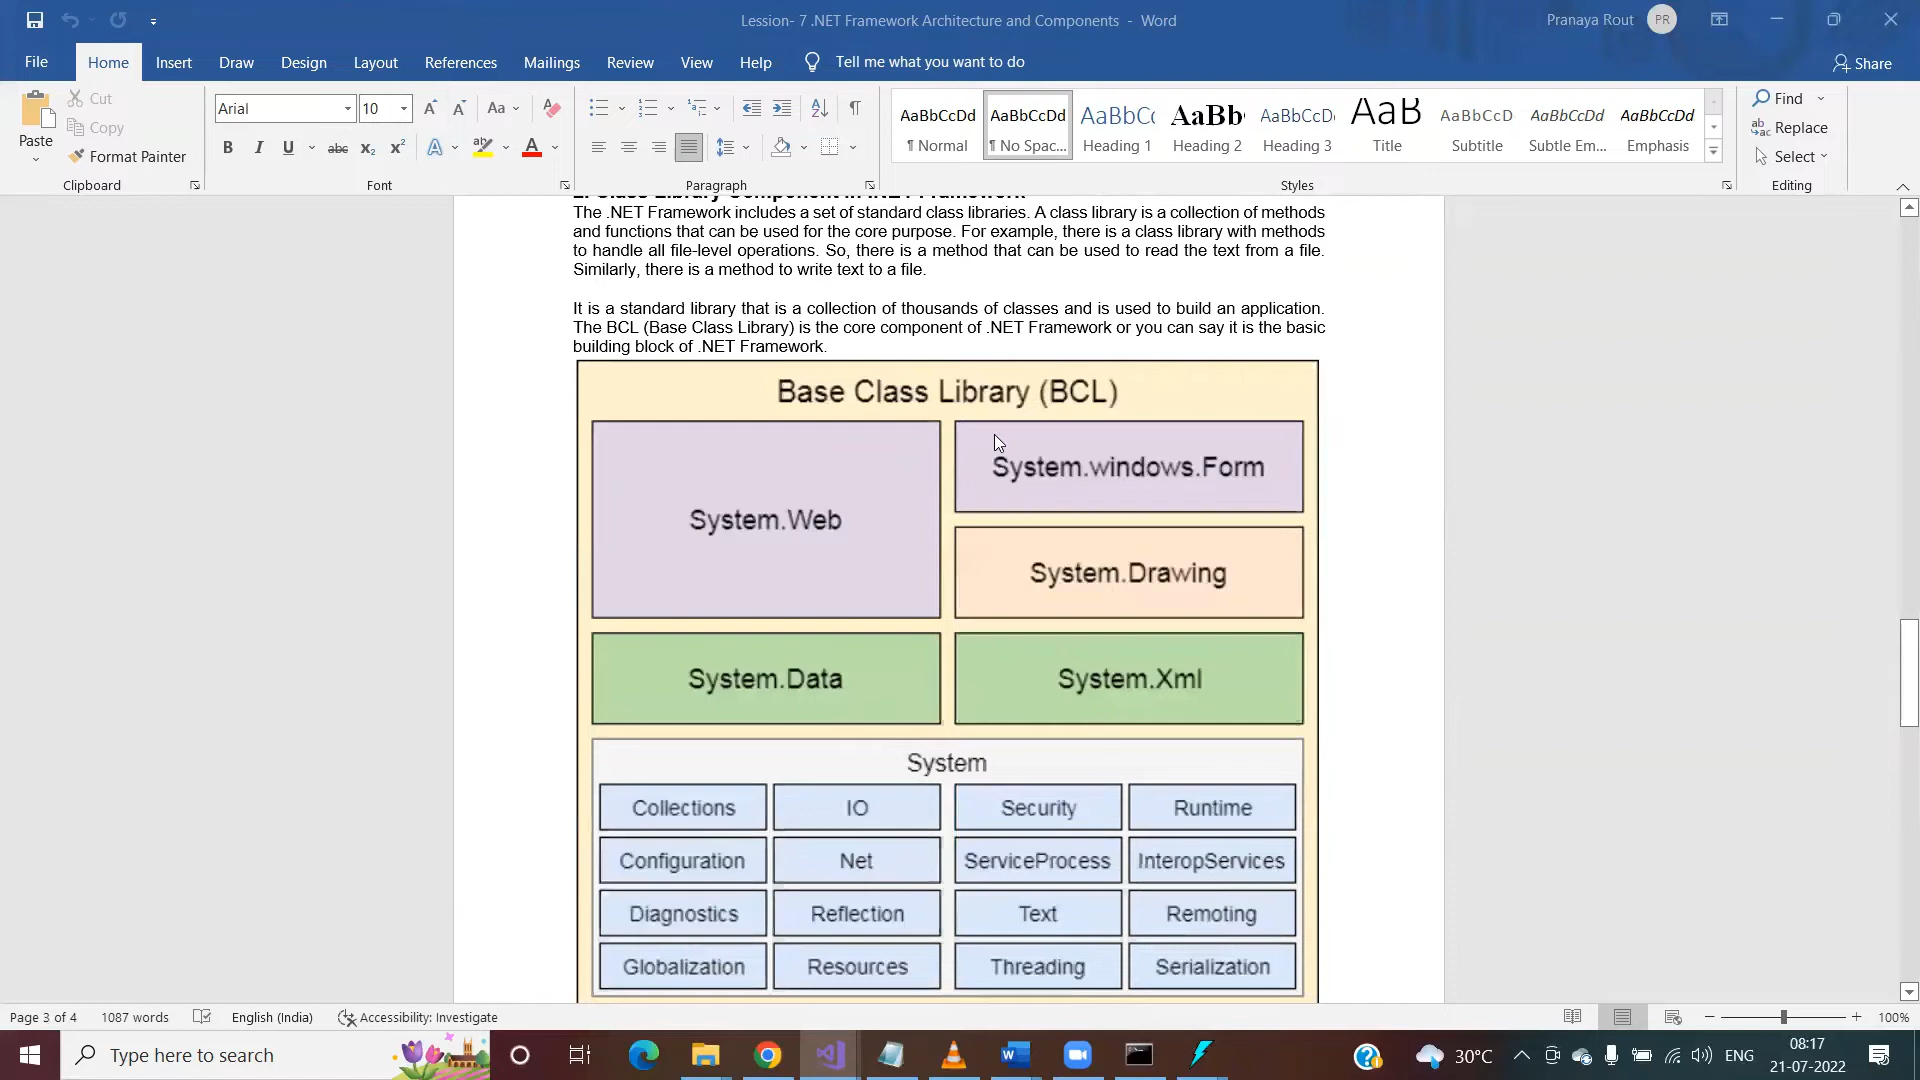 Lession- 7 .NET Framework Architecture and Components - Word
Pranaya Rout PR
File Home Insert Draw Design Layout References Mailings Review View Help Tell me what you want to do Share
Paste
Cut
Copy
Format Painter
Clipboard
Arial 10
Aa
B I U abc x₂ x² A A
Font
Paragraph
AaBbCcDd AaBbCcDd AaBbCc AaBb AaBbCcD AaB AaBbCcD AaBbCcDd AaBbCcDd
¶ Normal ¶ No Spac... Heading 1 Heading 2 Heading 3 Title Subtitle Subtle Em... Emphasis
Styles
Find
Replace
Select
Editing
2. Class Library Component in .NET Framework
The .NET Framework includes a set of standard class libraries. A class library is a collection of methods
and functions that can be used for the core purpose. For example, there is a class library with methods
to handle all file-level operations. So, there is a method that can be used to read the text from a file.
Similarly, there is a method to write text to a file.
It is a standard library that is a collection of thousands of classes and is used to build an application.
The BCL (Base Class Library) is the core component of .NET Framework or you can say it is the basic
building block of .NET Framework.
Base Class Library (BCL)
System.Web
System.windows.Form
System.Drawing
System.Data
System.Xml
System
Collections IO Security Runtime
Configuration Net ServiceProcess InteropServices
Diagnostics Reflection Text Remoting
Globalization Resources Threading Serialization
Page 3 of 4 1087 words English (India) Accessibility: Investigate 100%
Type here to search
30°C ENG
08:17
21-07-2022